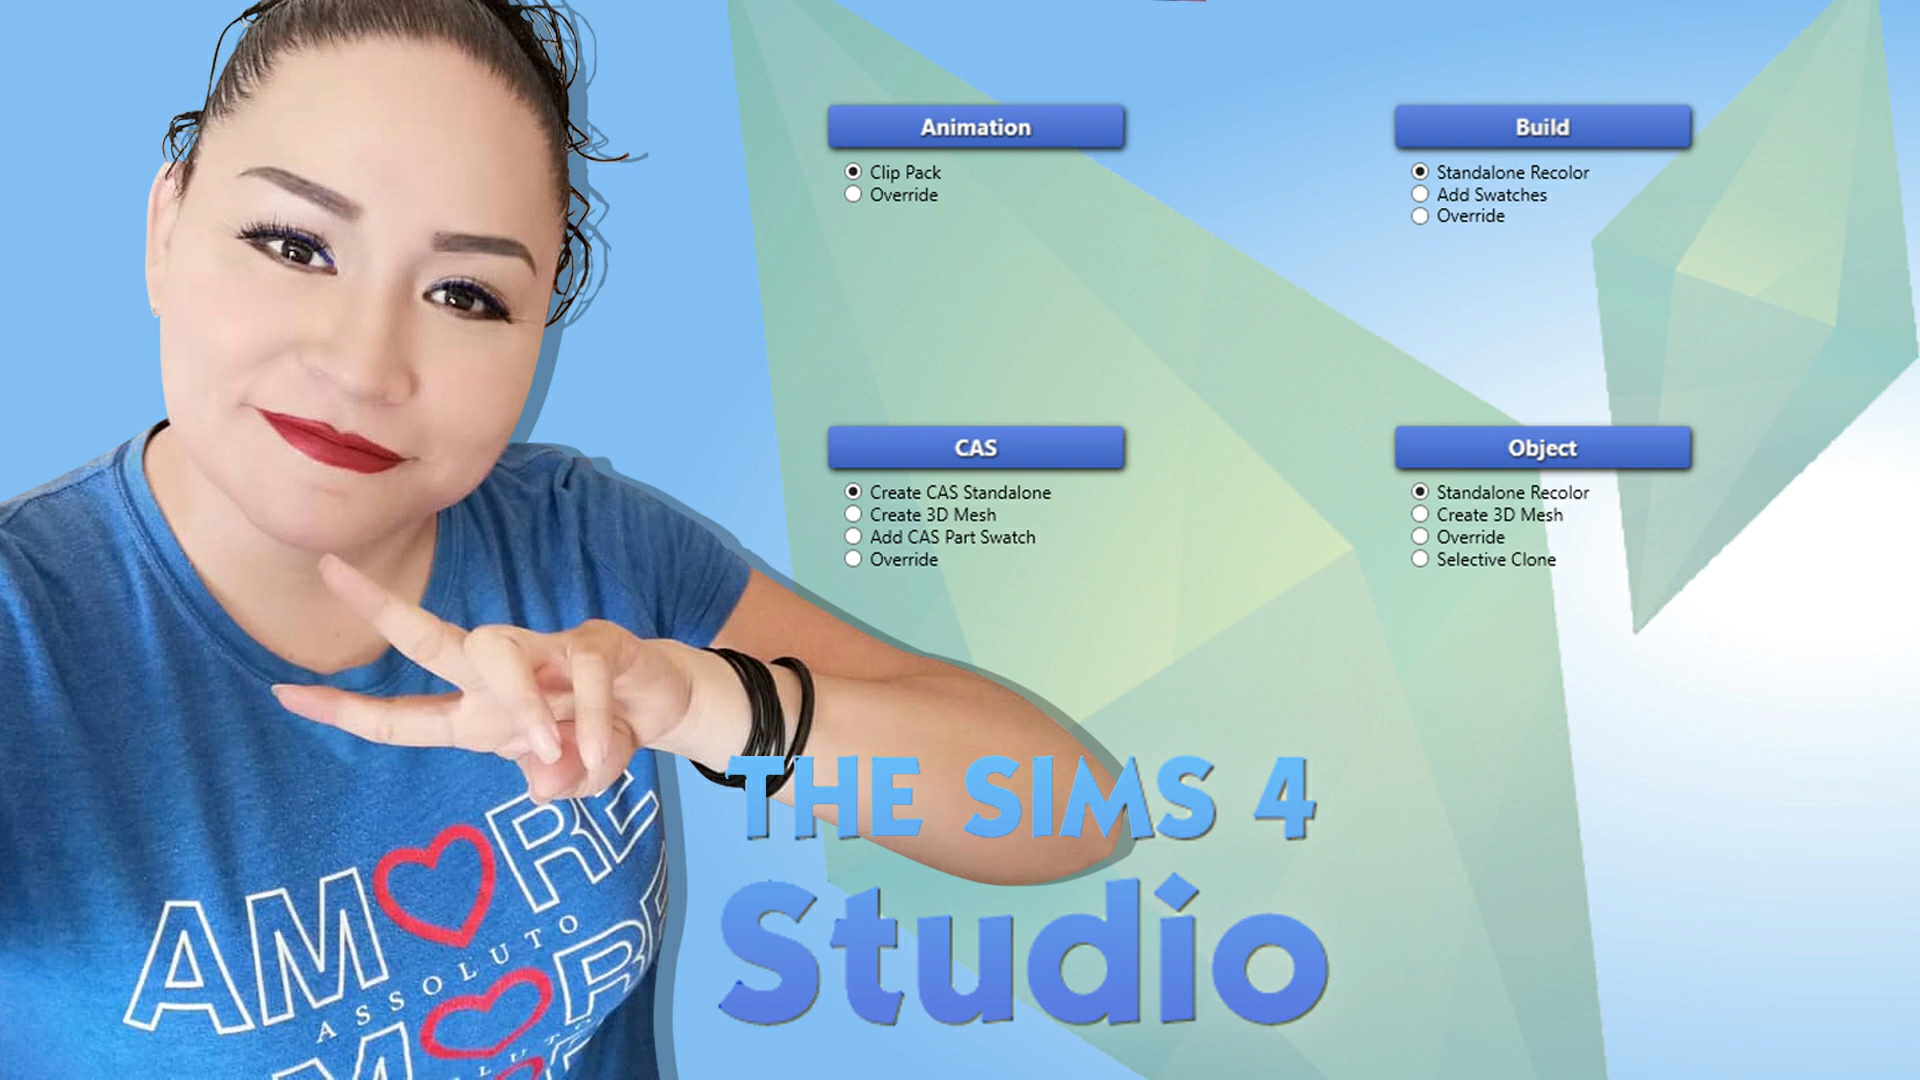 Animation
Clip Pack
Override
Build
Standalone Recolor
Add Swatches
Override
CAS
Create CAS Standalone
Create 3D Mesh
Add CAS Part Swatch
Override
Object
Standalone Recolor
Create 3D Mesh
Override
Selective Clone
THE SIMS 4
Studio
AMORE
ASSOLUTO